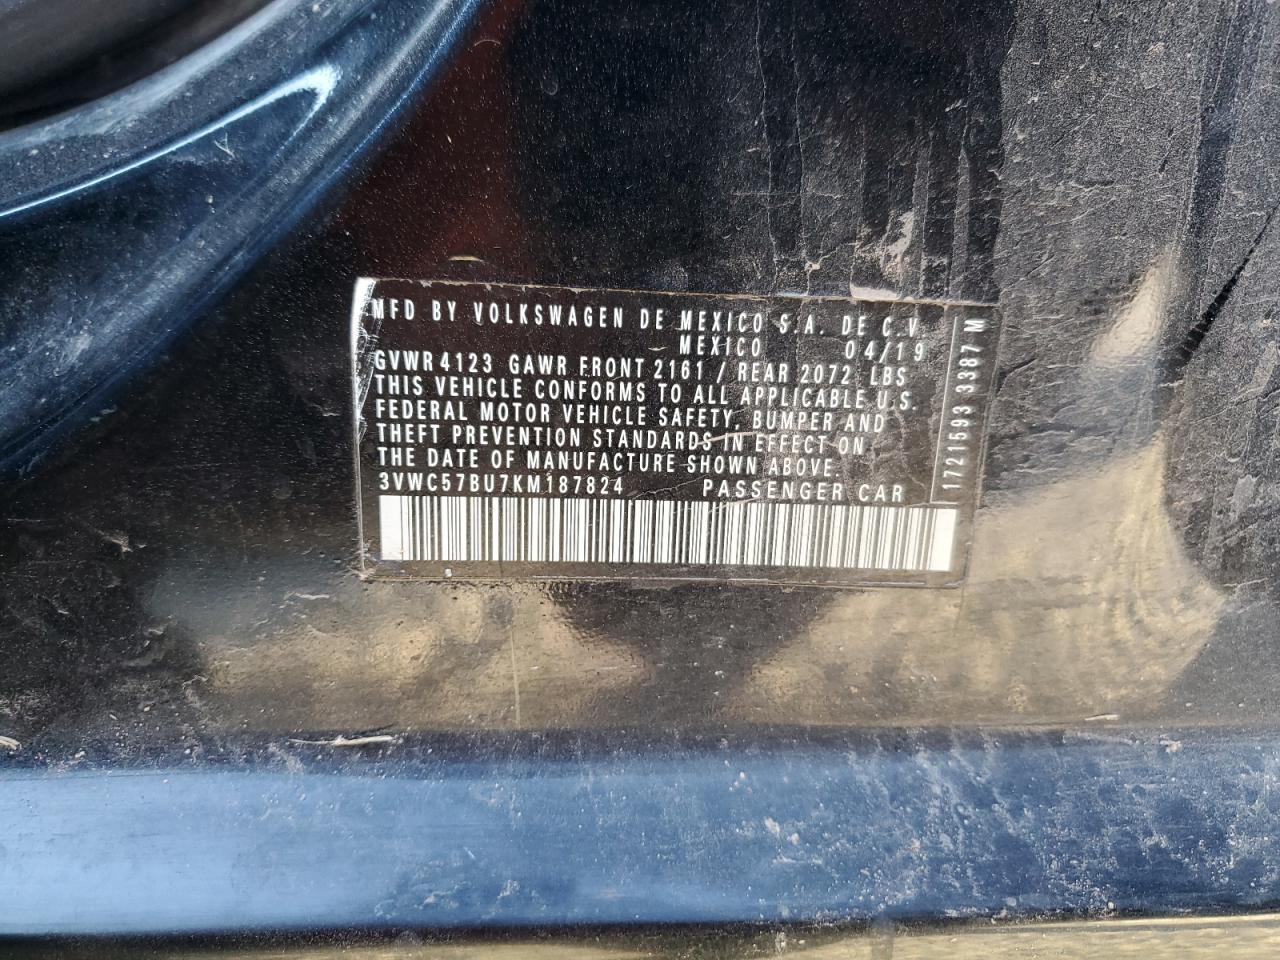 MFD BY VOLKSWAGEN DE MEXICO S.A. DE C.V.
MEXICO 04/19
GVWR 4123 GAWR FRONT 2161 / REAR 2072 LBS
THIS VEHICLE CONFORMS TO ALL APPLICABLE U.S.
FEDERAL MOTOR VEHICLE SAFETY, BUMPER AND
THEFT PREVENTION STANDARDS IN EFFECT ON
THE DATE OF MANUFACTURE SHOWN ABOVE.
3VWC57BU7KM187824 PASSENGER CAR
1721593 3387 M